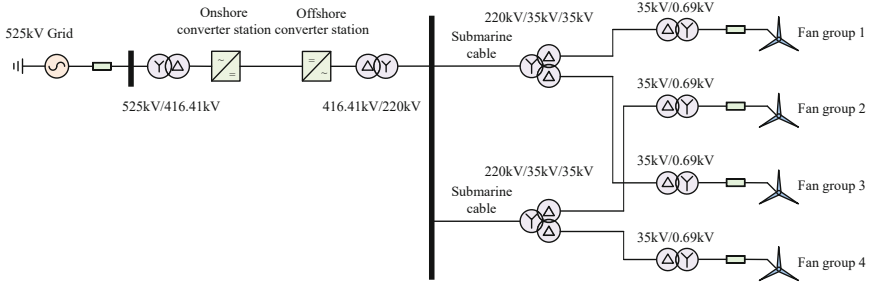 525kV Grid
Onshore
converter station
Offshore
converter station
525kV/416.41kV
416.41kV/220kV
220kV/35kV/35kV
Submarine
cable
35kV/0.69kV
Fan group 1
35kV/0.69kV
Fan group 2
220kV/35kV/35kV
Submarine
cable
35kV/0.69kV
Fan group 3
35kV/0.69kV
Fan group 4